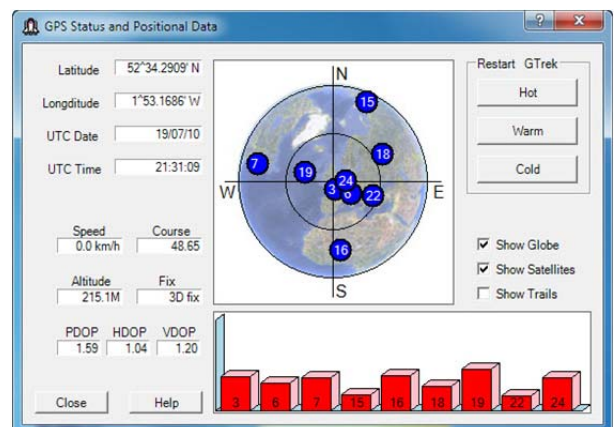 GPS Status and Positional Data
Latitude 52°34.2909' N
Longditude 1°53.1686' W
UTC Date 19/07/10
UTC Time 21:31:09
Speed Course
0.0 km/h 48.65
Altitude Fix
215.1M 3D fix
PDOP HDOP VDOP
1.59 1.04 1.20
Close Help
N
15
18
7
19
24
W
3 6 22
E
16
S
Restart GTrek
Hot
Warm
Cold
Show Globe
Show Satellites
Show Trails
3 6 7 15 16 18 19 22 24